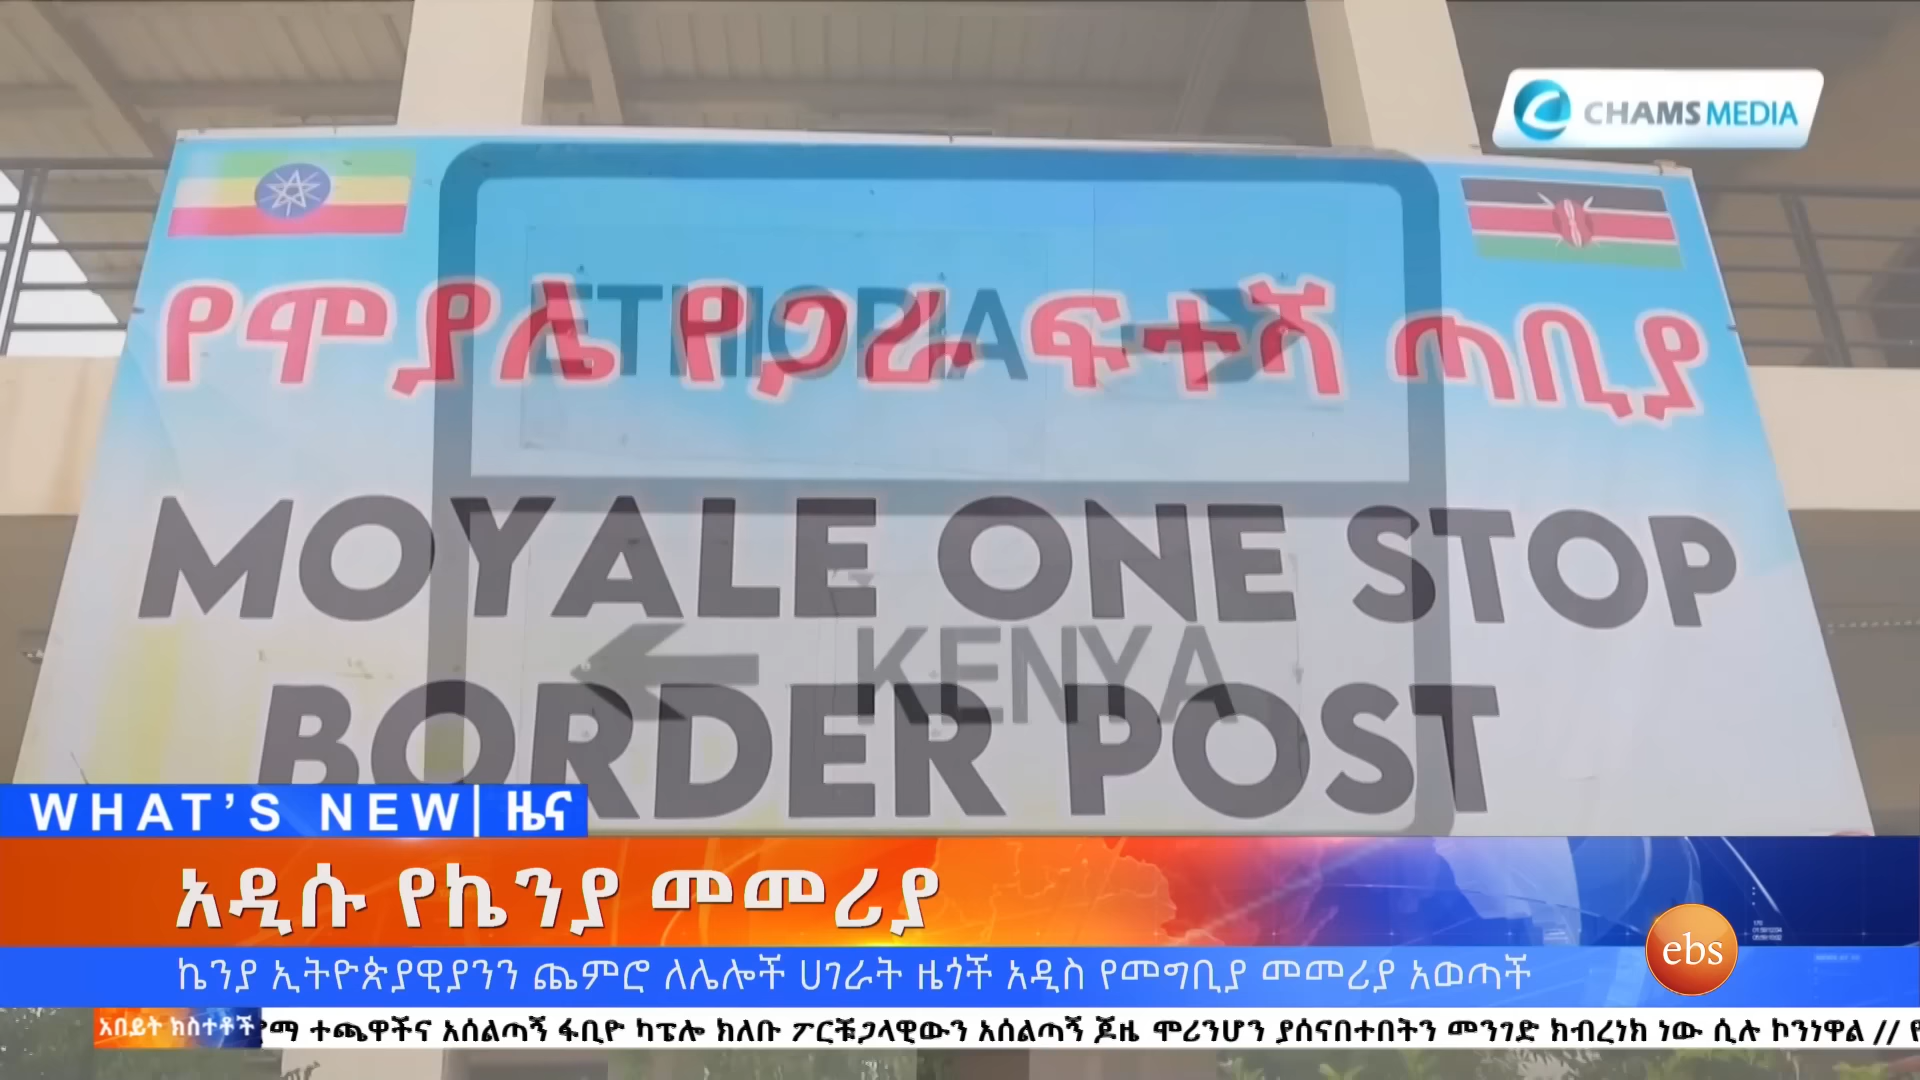 CHAMS MEDIA
የሞያሌ የጋራ ፍተሻ ጣቢያ
ETHIOPIA
MOYALE ONE STOP
KENYA
BORDER POST
WHAT'S NEW| ዜና
አዲሱ የኬንያ መመሪያ
ebs
ኬንያ ኢትዮጵያዊያንን ጨምሮ ለሌሎች ሀገራት ዜጎች አዲስ የመግቢያ መመሪያ አወጣች
አበይት ክስተቶች ተጫዋችና አሰልጣኝ ፋቢዮ ካፔሎ ክለቡ ፖርቹጋላዊውን አሰልጣኝ ጆዜ ሞሪንሆን ያሰናበተበትን መንገድ ክብረነክ ነው ሲሉ ኮንነዋል //